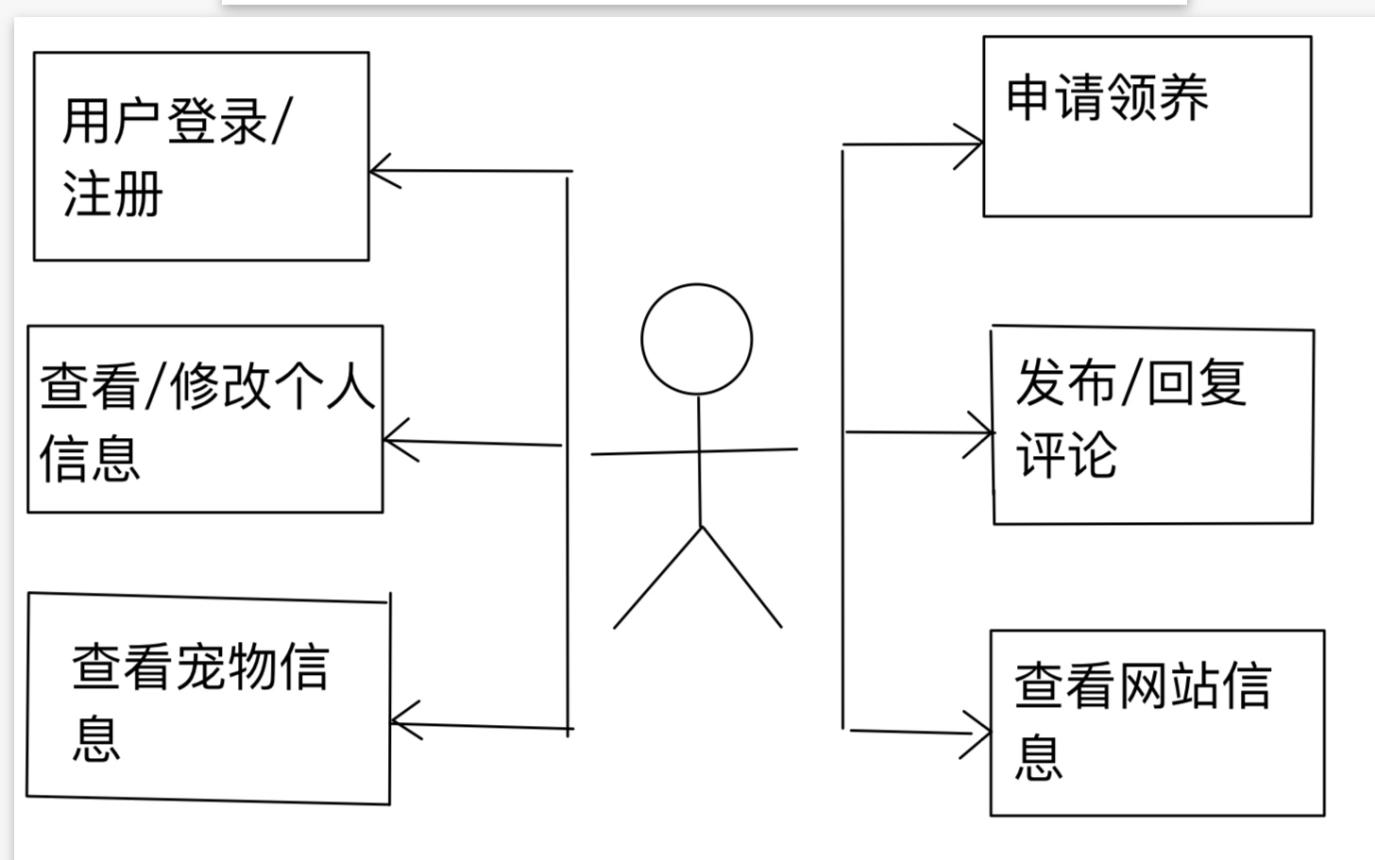 用户登录/
注册
查看/修改个人
信息
查看宠物信
息
申请领养
发布/回复
评论
查看网站信
息